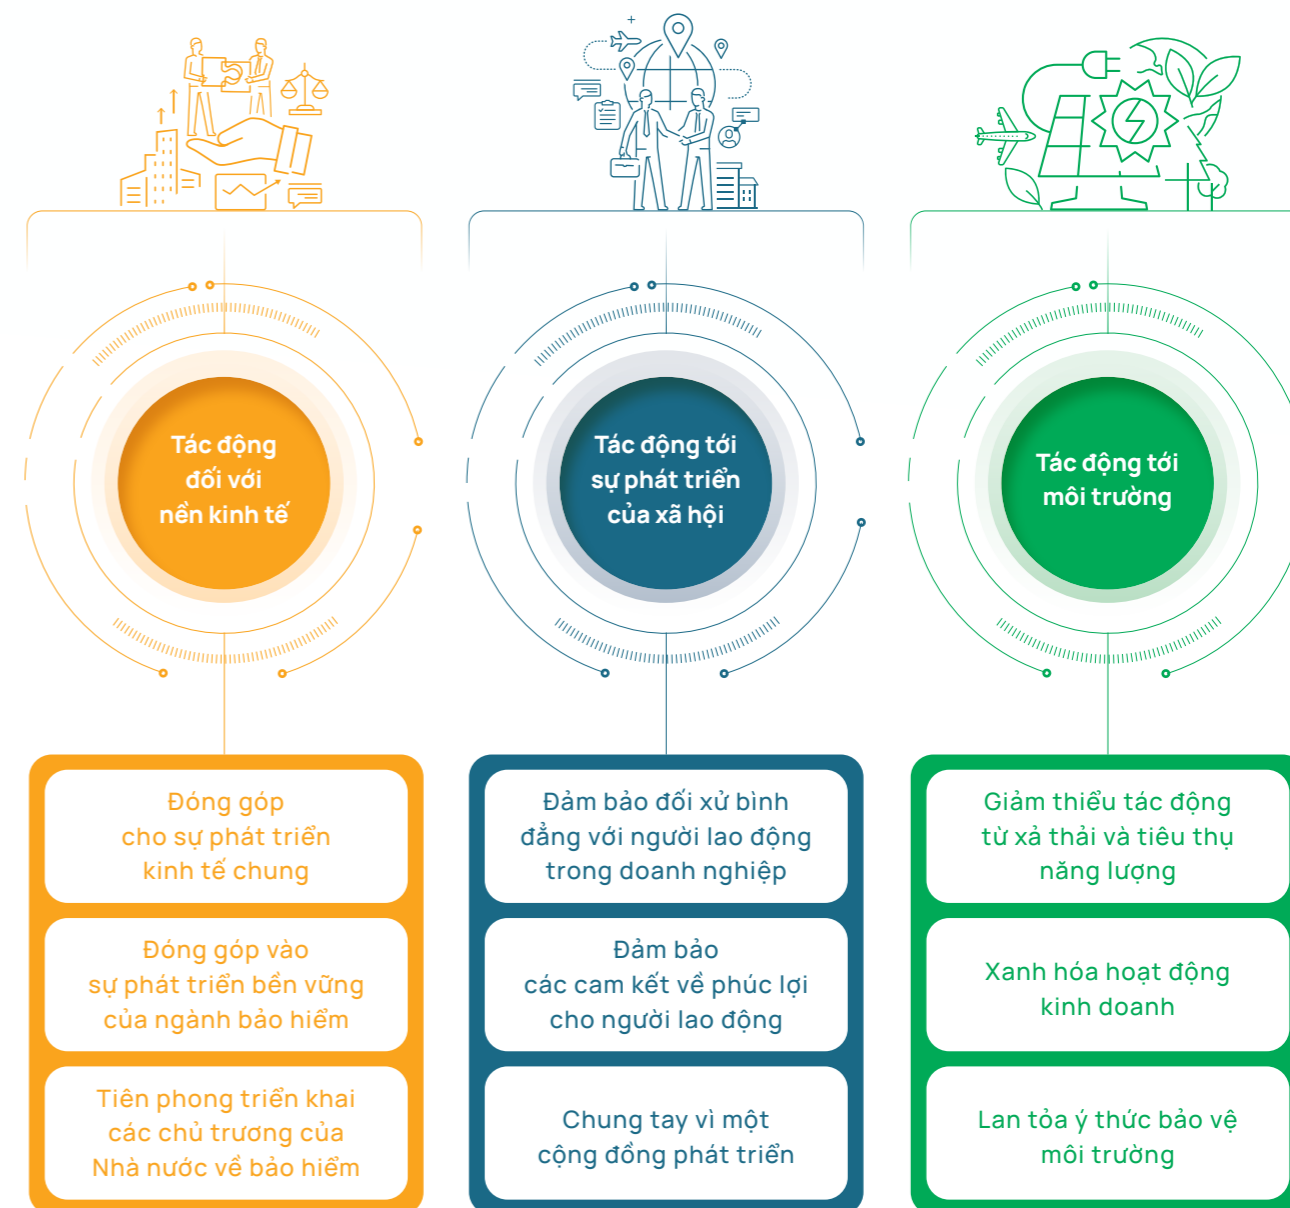 Tác động
đối với
nền kinh tế
Đóng góp
cho sự phát triển
kinh tế chung
Đóng góp vào
sự phát triển bền vững
của ngành bảo hiểm
Tiên phong triển khai
các chủ trương của
Nhà nước về bảo hiểm
Tác động tới
sự phát triển
của xã hội
Đảm bảo đối xử bình
đẳng với người lao động
trong doanh nghiệp
Đảm bảo
các cam kết về phúc lợi
cho người lao động
Chung tay vì một
cộng đồng phát triển
Tác động tới
môi trường
Giảm thiểu tác động
từ xả thải và tiêu thụ
năng lượng
Xanh hóa hoạt động
kinh doanh
Lan tỏa ý thức bảo vệ
môi trường